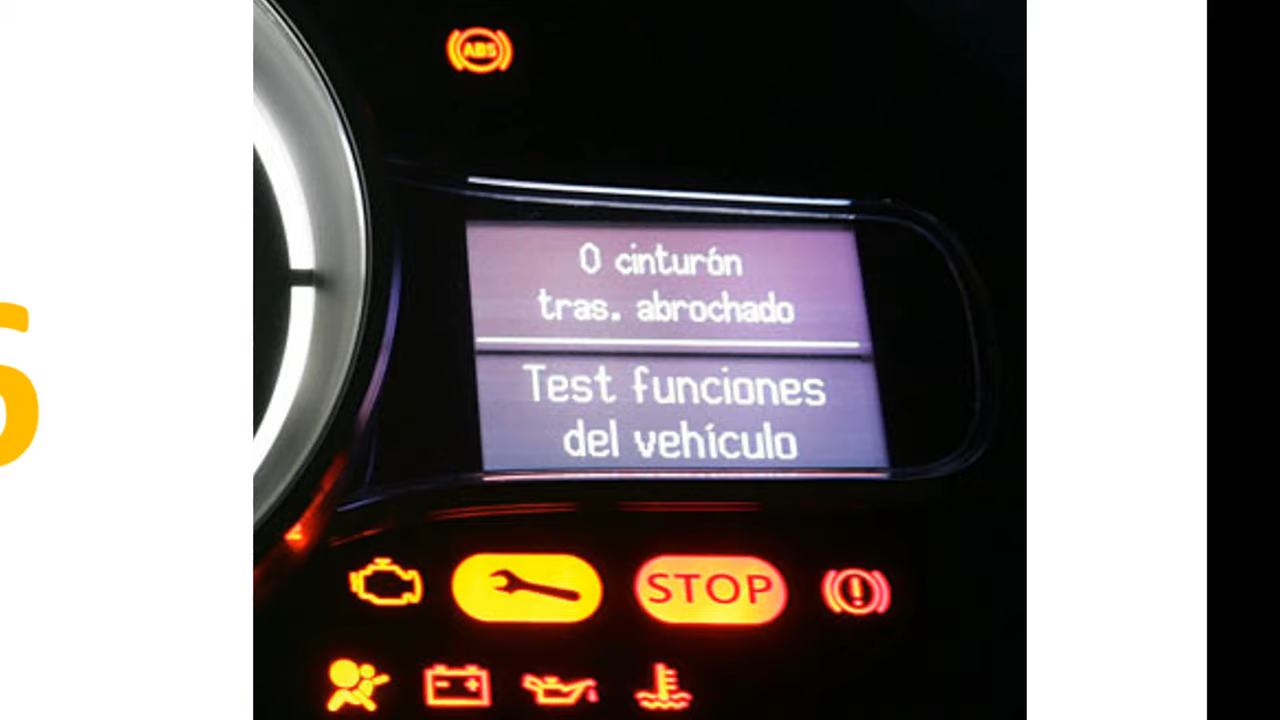 ABS
0 cinturón
tras. abrochado
Test funciones
del vehículo
STOP